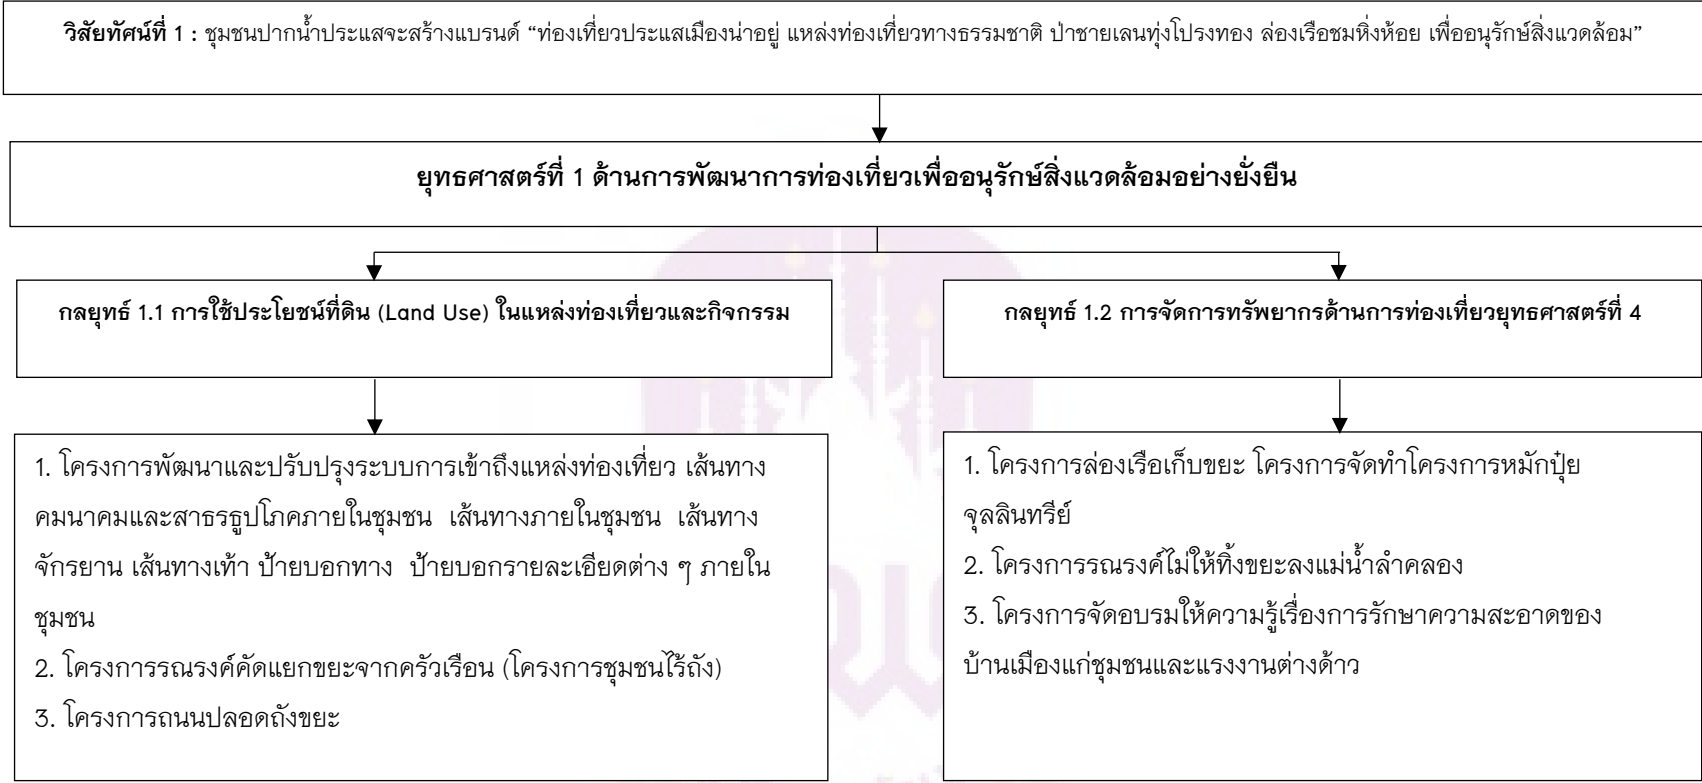 วิสัยทัศน์ที่ 1 : ชุมชนปากน้ำประแสจะสร้างแบรนด์ “ท่องเที่ยวประแสเมืองน่าอยู่ แหล่งท่องเที่ยวทางธรรมชาติ ป่าชายเลนทุ่งโปรงทอง ล่องเรือชมหิ่งห้อย เพื่ออนุรักษ์สิ่งแวดล้อม”
ยุทธศาสตร์ที่ 1 ด้านการพัฒนาการท่องเที่ยวเพื่ออนุรักษ์สิ่งแวดล้อมอย่างยั่งยืน
กลยุทธ์ 1.1 การใช้ประโยชน์ที่ดิน (Land Use) ในแหล่งท่องเที่ยวและกิจกรรม
กลยุทธ์ 1.2 การจัดการทรัพยากรด้านการท่องเที่ยวยุทธศาสตร์ที่ 4
1. โครงการพัฒนาและปรับปรุงระบบการเข้าถึงแหล่งท่องเที่ยว เส้นทาง
คมนาคมและสาธรธูปโภคภายในชุมชน เส้นทางภายในชุมชน เส้นทาง
จักรยาน เส้นทางเท้า ป้ายบอกทาง ป้ายบอกรายละเอียดต่าง ๆ ภายใน
ชุมชน
2. โครงการรณรงค์คัดแยกขยะจากครัวเรือน (โครงการชุมชนไร้ถัง)
3. โครงการถนนปลอดถังขยะ
1. โครงการล่องเรือเก็บขยะ โครงการจัดทำโครงการหมักปุ๋ย
จุลลินทรีย์
2. โครงการรณรงค์ไม่ให้ทิ้งขยะลงแม่น้ำลำคลอง
3. โครงการจัดอบรมให้ความรู้เรื่องการรักษาความสะอาดของ
บ้านเมืองแก่ชุมชนและแรงงานต่างด้าว